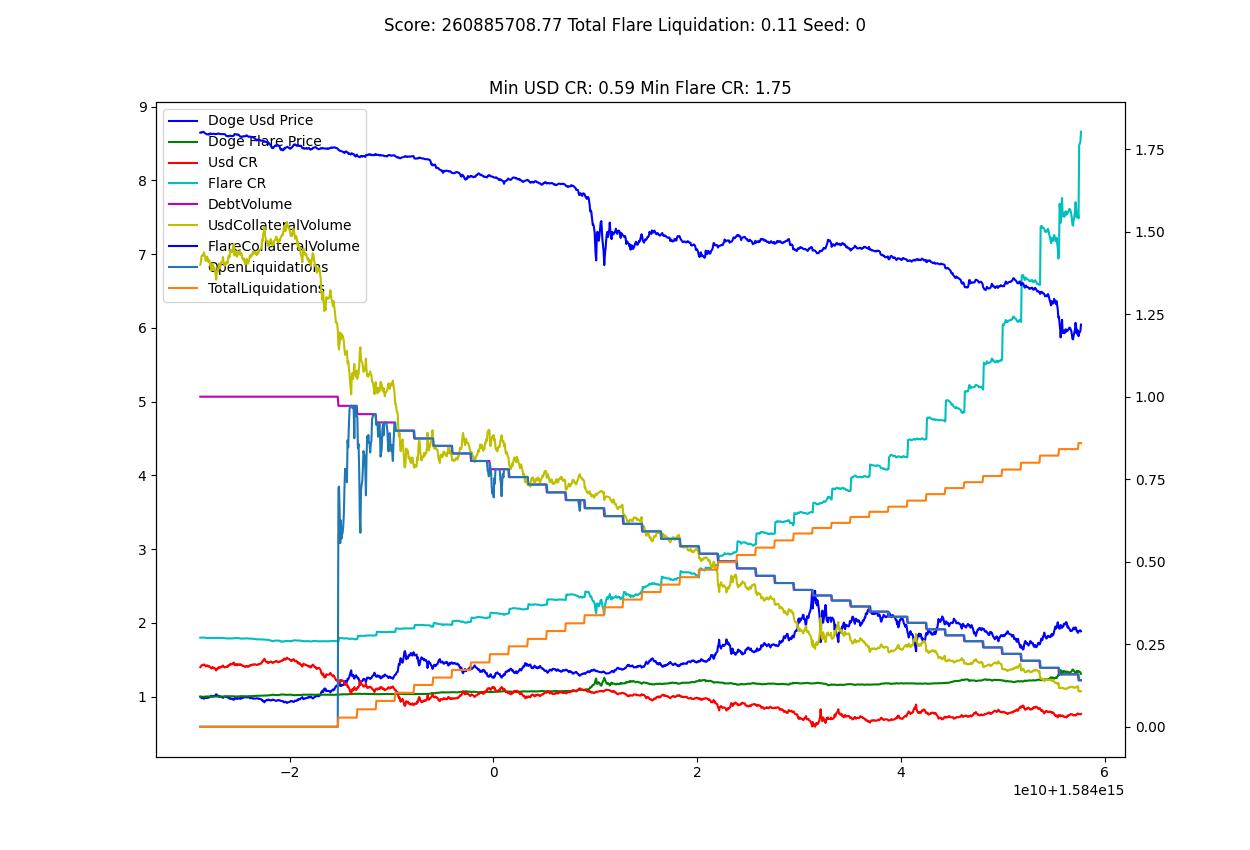 Score: 260885708.77 Total Flare Liquidation: 0.11 Seed: 0
Min USD CR: 0.59 Min Flare CR: 1.75
9
8
7
6
5
4
3
2
1
Doge Usd Price
Doge Flare Price
Usd CR
Flare CR
DebtVolume
UsdCollateralVolume
FlareCollateralVolume
OpenLiquidations
TotalLiquidations
1.75
1.50
1.25
1.00
0.75
0.50
0.25
0.00
−2 0 2 4 6
1e10+1.584e15